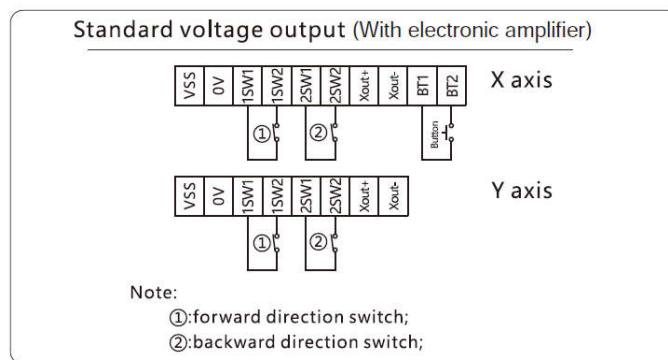 Standard voltage output (With electronic amplifier)
VSS 0V 1SW1 1SW2 2SW1 2SW2 Xout+ Xout- BT1 BT2 X axis
① ② Button
VSS 0V 1SW1 1SW2 2SW1 2SW2 Xout+ Xout- Y axis
① ②
Note:
①:forward direction switch;
②:backward direction switch;